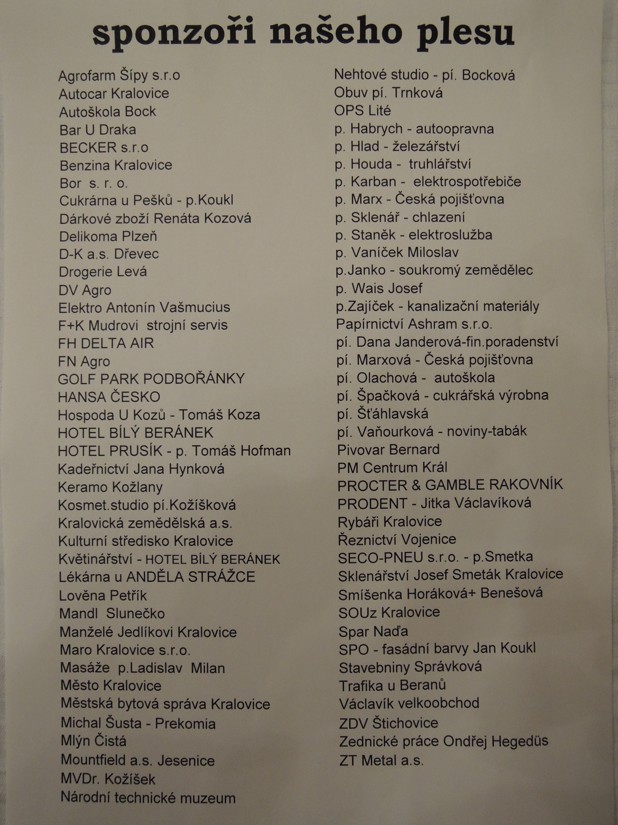 sponzoři našeho plesu
Agrofarm Šípy s.r.o
Autocar Kralovice
Autoškola Bock
Bar U Draka
BECKER s.r.o
Benzina Kralovice
Bor s. r. o.
Cukrárna u Pešků - p.Koukl
Dárkové zboží Renáta Kozová
Delikoma Plzeň
D-K a.s. Dřevec
Drogerie Levá
DV Agro
Elektro Antonín Vašmucius
F+K Mudrovi strojní servis
FH DELTA AIR
FN Agro
GOLF PARK PODBOŘÁNKY
HANSA ČESKO
Hospoda U Kozů - Tomáš Koza
HOTEL BÍLÝ BERÁNEK
HOTEL PRUSÍK - p. Tomáš Hofman
Kadeřnictví Jana Hynková
Keramo Kožlany
Kosmet.studio pí.Kožíšková
Kralovická zemědělská a.s.
Kulturní středisko Kralovice
Květinářství - HOTEL BÍLÝ BERÁNEK
Lékárna u ANDĚLA STRÁŽCE
Lověna Petřík
Mandl Slunečko
Manželé Jedlíkovi Kralovice
Maro Kralovice s.r.o.
Masáže p.Ladislav Milan
Město Kralovice
Městská bytová správa Kralovice
Michal Šusta - Prekomia
Mlýn Čistá
Mountfield a.s. Jesenice
MVDr. Kožíšek
Národní technické muzeum
Nehtové studio - pí. Bocková
Obuv pí. Trnková
OPS Lité
p. Habrych - autoopravna
p. Hlad - železářství
p. Houda - truhlářství
p. Karban - elektrospotřebiče
p. Marx - Česká pojišťovna
p. Sklenář - chlazení
p. Staněk - elektroslužba
p. Vaníček Miloslav
p.Janko - soukromý zemědělec
p. Wais Josef
p.Zajíček - kanalizační materiály
Papírnictví Ashram s.r.o.
pí. Dana Janderová-fin.poradenství
pí. Marxová - Česká pojišťovna
pí. Olachová - autoškola
pí. Špačková - cukrářská výrobna
pí. Šťáhlavská
pí. Vaňourková - noviny-tabák
Pivovar Bernard
PM Centrum Král
PROCTER & GAMBLE RAKOVNÍK
PRODENT - Jitka Václavíková
Rybáři Kralovice
Řeznictví Vojenice
SECO-PNEU s.r.o. - p.Smetka
Sklenářství Josef Smeták Kralovice
Smíšenka Horáková+ Benešová
SOUz Kralovice
Spar Naďa
SPO - fasádní barvy Jan Koukl
Stavebniny Správková
Trafika u Beranů
Václavík velkoobchod
ZDV Štichovice
Zednické práce Ondřej Hegedüs
ZT Metal a.s.